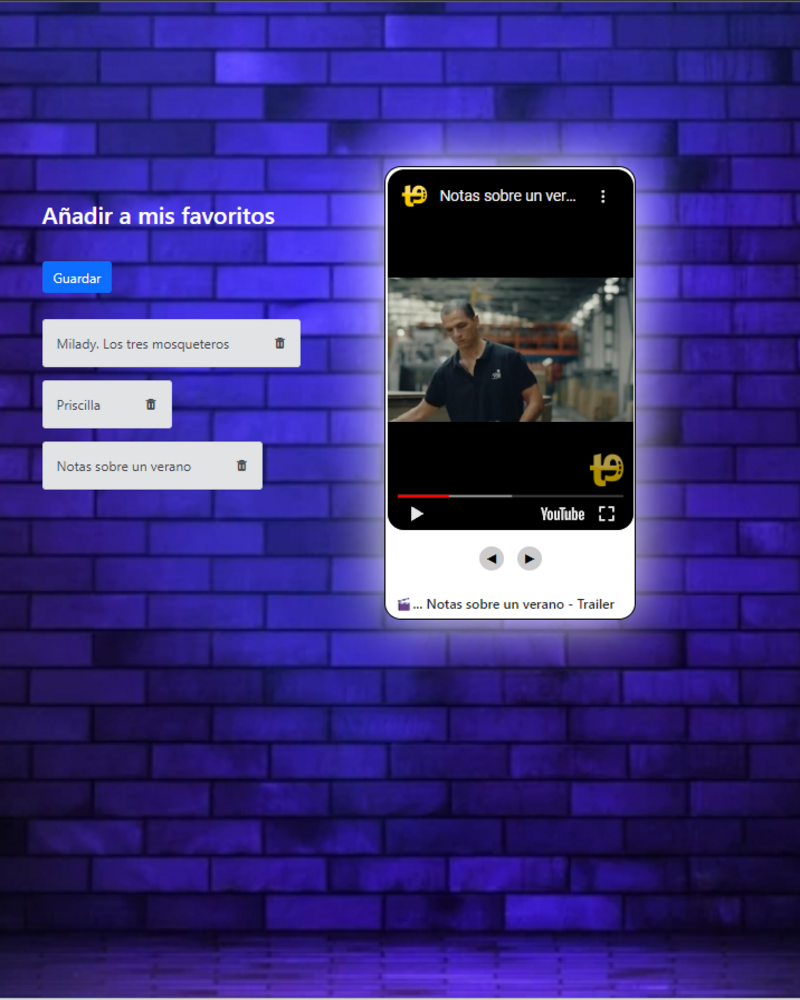 Añadir a mis favoritos
Guardar
Milady. Los tres mosqueteros
Priscilla
Notas sobre un verano
Notas sobre un ver...
YouTube
... Notas sobre un verano - Trailer